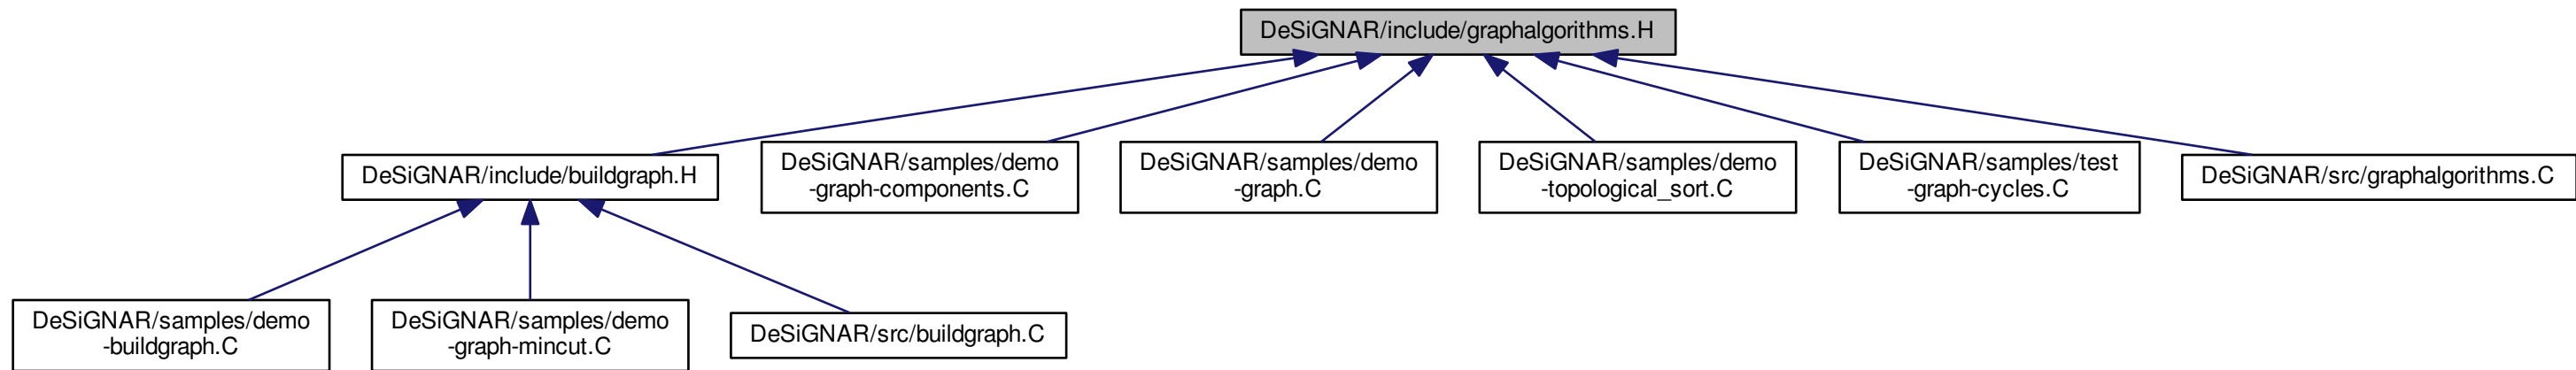 DeSiGNAR/include/graphalgorithms.H
DeSiGNAR/include/buildgraph.H
DeSiGNAR/samples/demo
-graph-components.C
DeSiGNAR/samples/demo
-graph.C
DeSiGNAR/samples/demo
-topological_sort.C
DeSiGNAR/samples/test
-graph-cycles.C
DeSiGNAR/src/graphalgorithms.C
DeSiGNAR/samples/demo
-buildgraph.C
DeSiGNAR/samples/demo
-graph-mincut.C
DeSiGNAR/src/buildgraph.C